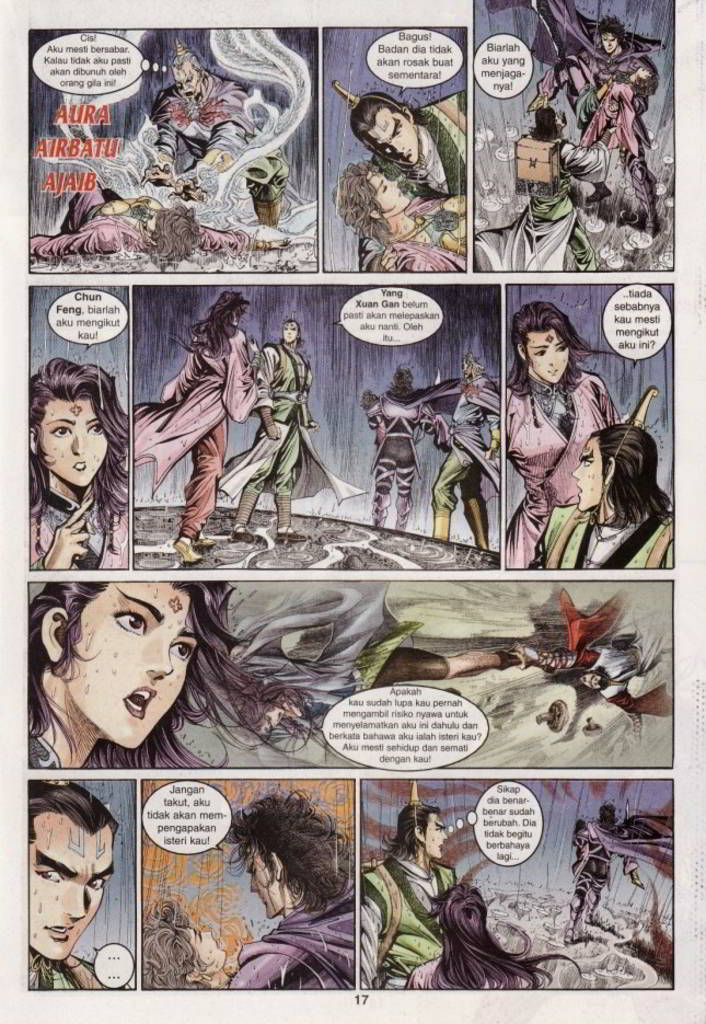 Cis!
Aku mesti bersabar.
Kalau tidak aku pasti
akan dibunuh oleh
orang gila ini!
AURA
AIRBATU
AJAIB
Bagus!
Badan dia tidak
akan rosak buat
sementara!
Biarlah
aku yang
menjaga-
nya!
Chun
Feng, biarlah
aku mengikut
kau!
Yang
Xuan Gan belum
pasti akan melepaskan
aku nanti. Oleh
itu...
..tiada
sebabnya
kau mesti
mengikut
aku ini?
Apakah
kau sudah lupa kau pernah
mengambil risiko nyawa untuk
menyelamatkan aku ini dahulu dan
berkata bahawa aku ialah isteri kau?
Aku mesti sehidup dan semati
dengan kau!
...
...
Jangan
takut, aku
tidak akan mem-
pengapakan
isteri kau!
Sikap
dia benar-
benar sudah
berubah. Dia
tidak begitu
berbahaya
lagi...
17